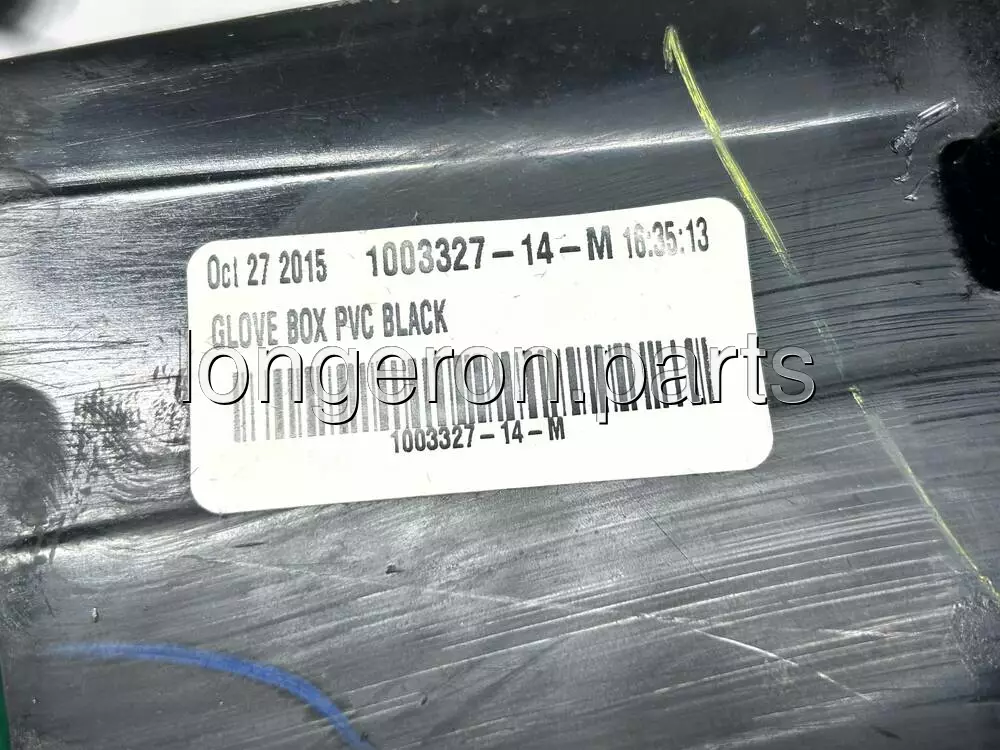 Oct 27 2015 1003327-14-M 16:35:13
GLOVE BOX PVC BLACK
longeron.parts
1003327-14-M